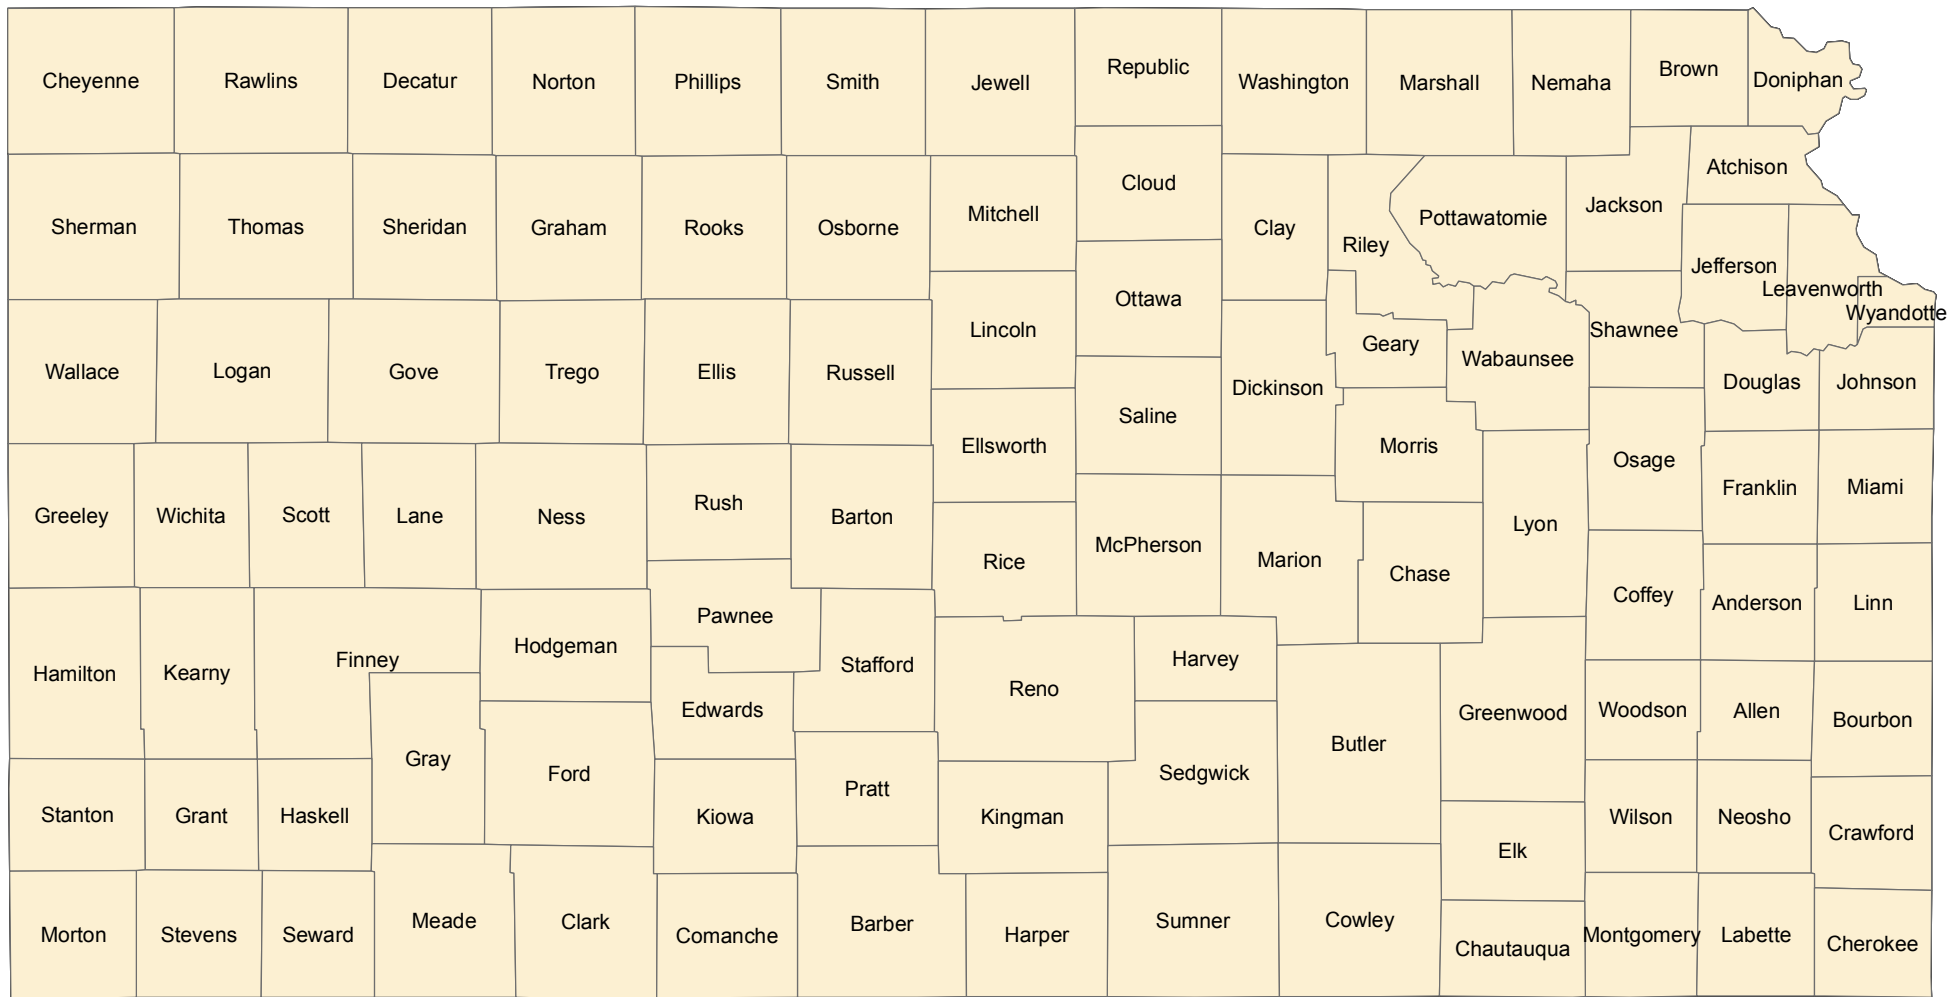 Cheyenne
Rawlins
Decatur
Norton
Phillips
Smith
Jewell
Republic
Washington
Marshall
Nemaha
Brown
Doniphan
Sherman
Thomas
Sheridan
Graham
Rooks
Osborne
Mitchell
Cloud
Clay
Riley
Pottawatomie
Jackson
Atchison
Jefferson
Leavenworth
Wyandotte
Wallace
Logan
Gove
Trego
Ellis
Russell
Lincoln
Ottawa
Dickinson
Geary
Wabaunsee
Shawnee
Douglas
Johnson
Ellsworth
Saline
Morris
Osage
Franklin
Miami
Greeley
Wichita
Scott
Lane
Ness
Rush
Barton
Rice
McPherson
Marion
Chase
Lyon
Coffey
Anderson
Linn
Hamilton
Kearny
Finney
Hodgeman
Pawnee
Edwards
Stafford
Reno
Harvey
Butler
Greenwood
Woodson
Allen
Bourbon
Gray
Ford
Kiowa
Pratt
Kingman
Sedgwick
Stanton
Grant
Haskell
Elk
Wilson
Neosho
Crawford
Morton
Stevens
Seward
Meade
Clark
Comanche
Barber
Harper
Sumner
Cowley
Chautauqua
Montgomery
Labette
Cherokee